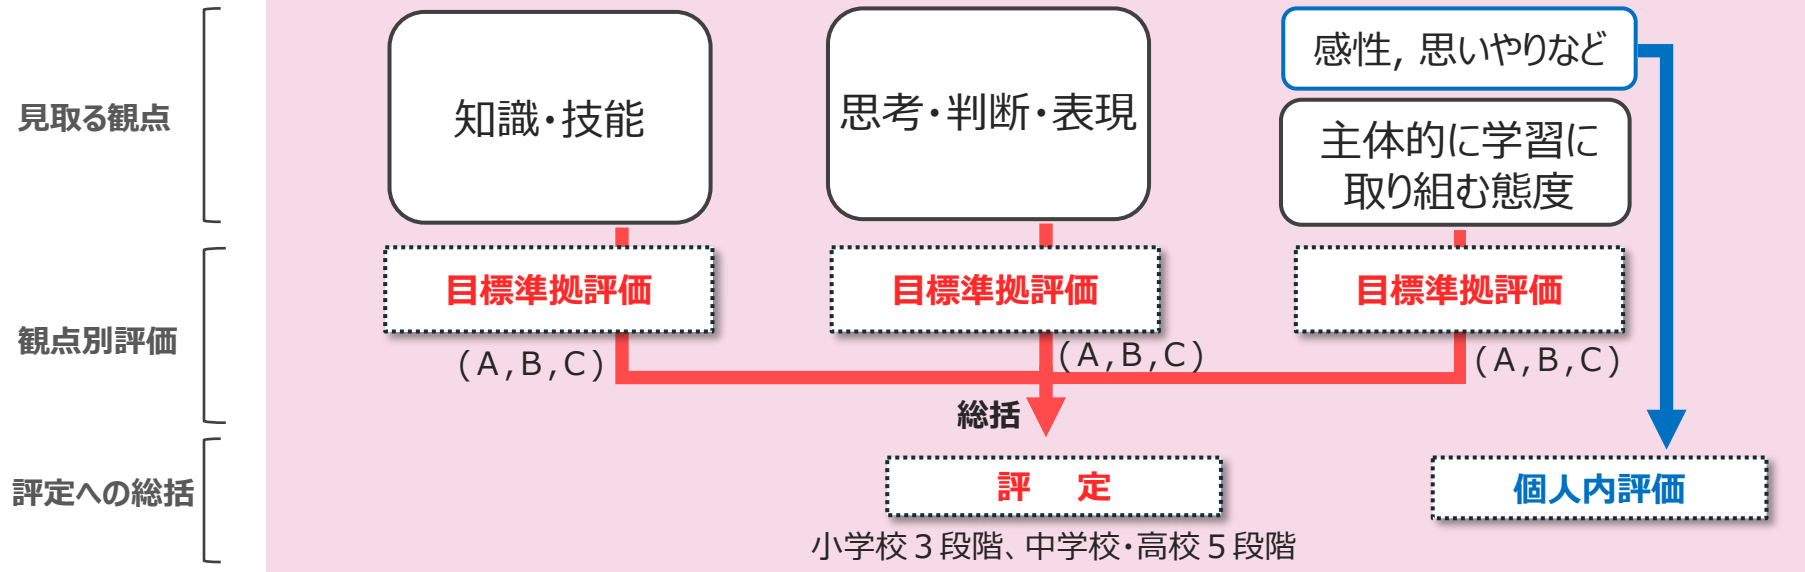 見取る観点
知識・技能
思考・判断・表現
感性, 思いやりなど
主体的に学習に
取り組む態度
観点別評価
目標準拠評価
目標準拠評価
目標準拠評価
(A,B,C)
(A,B,C)
(A,B,C)
総括
評定への総括
評 定
個人内評価
小学校３段階、中学校・高校５段階